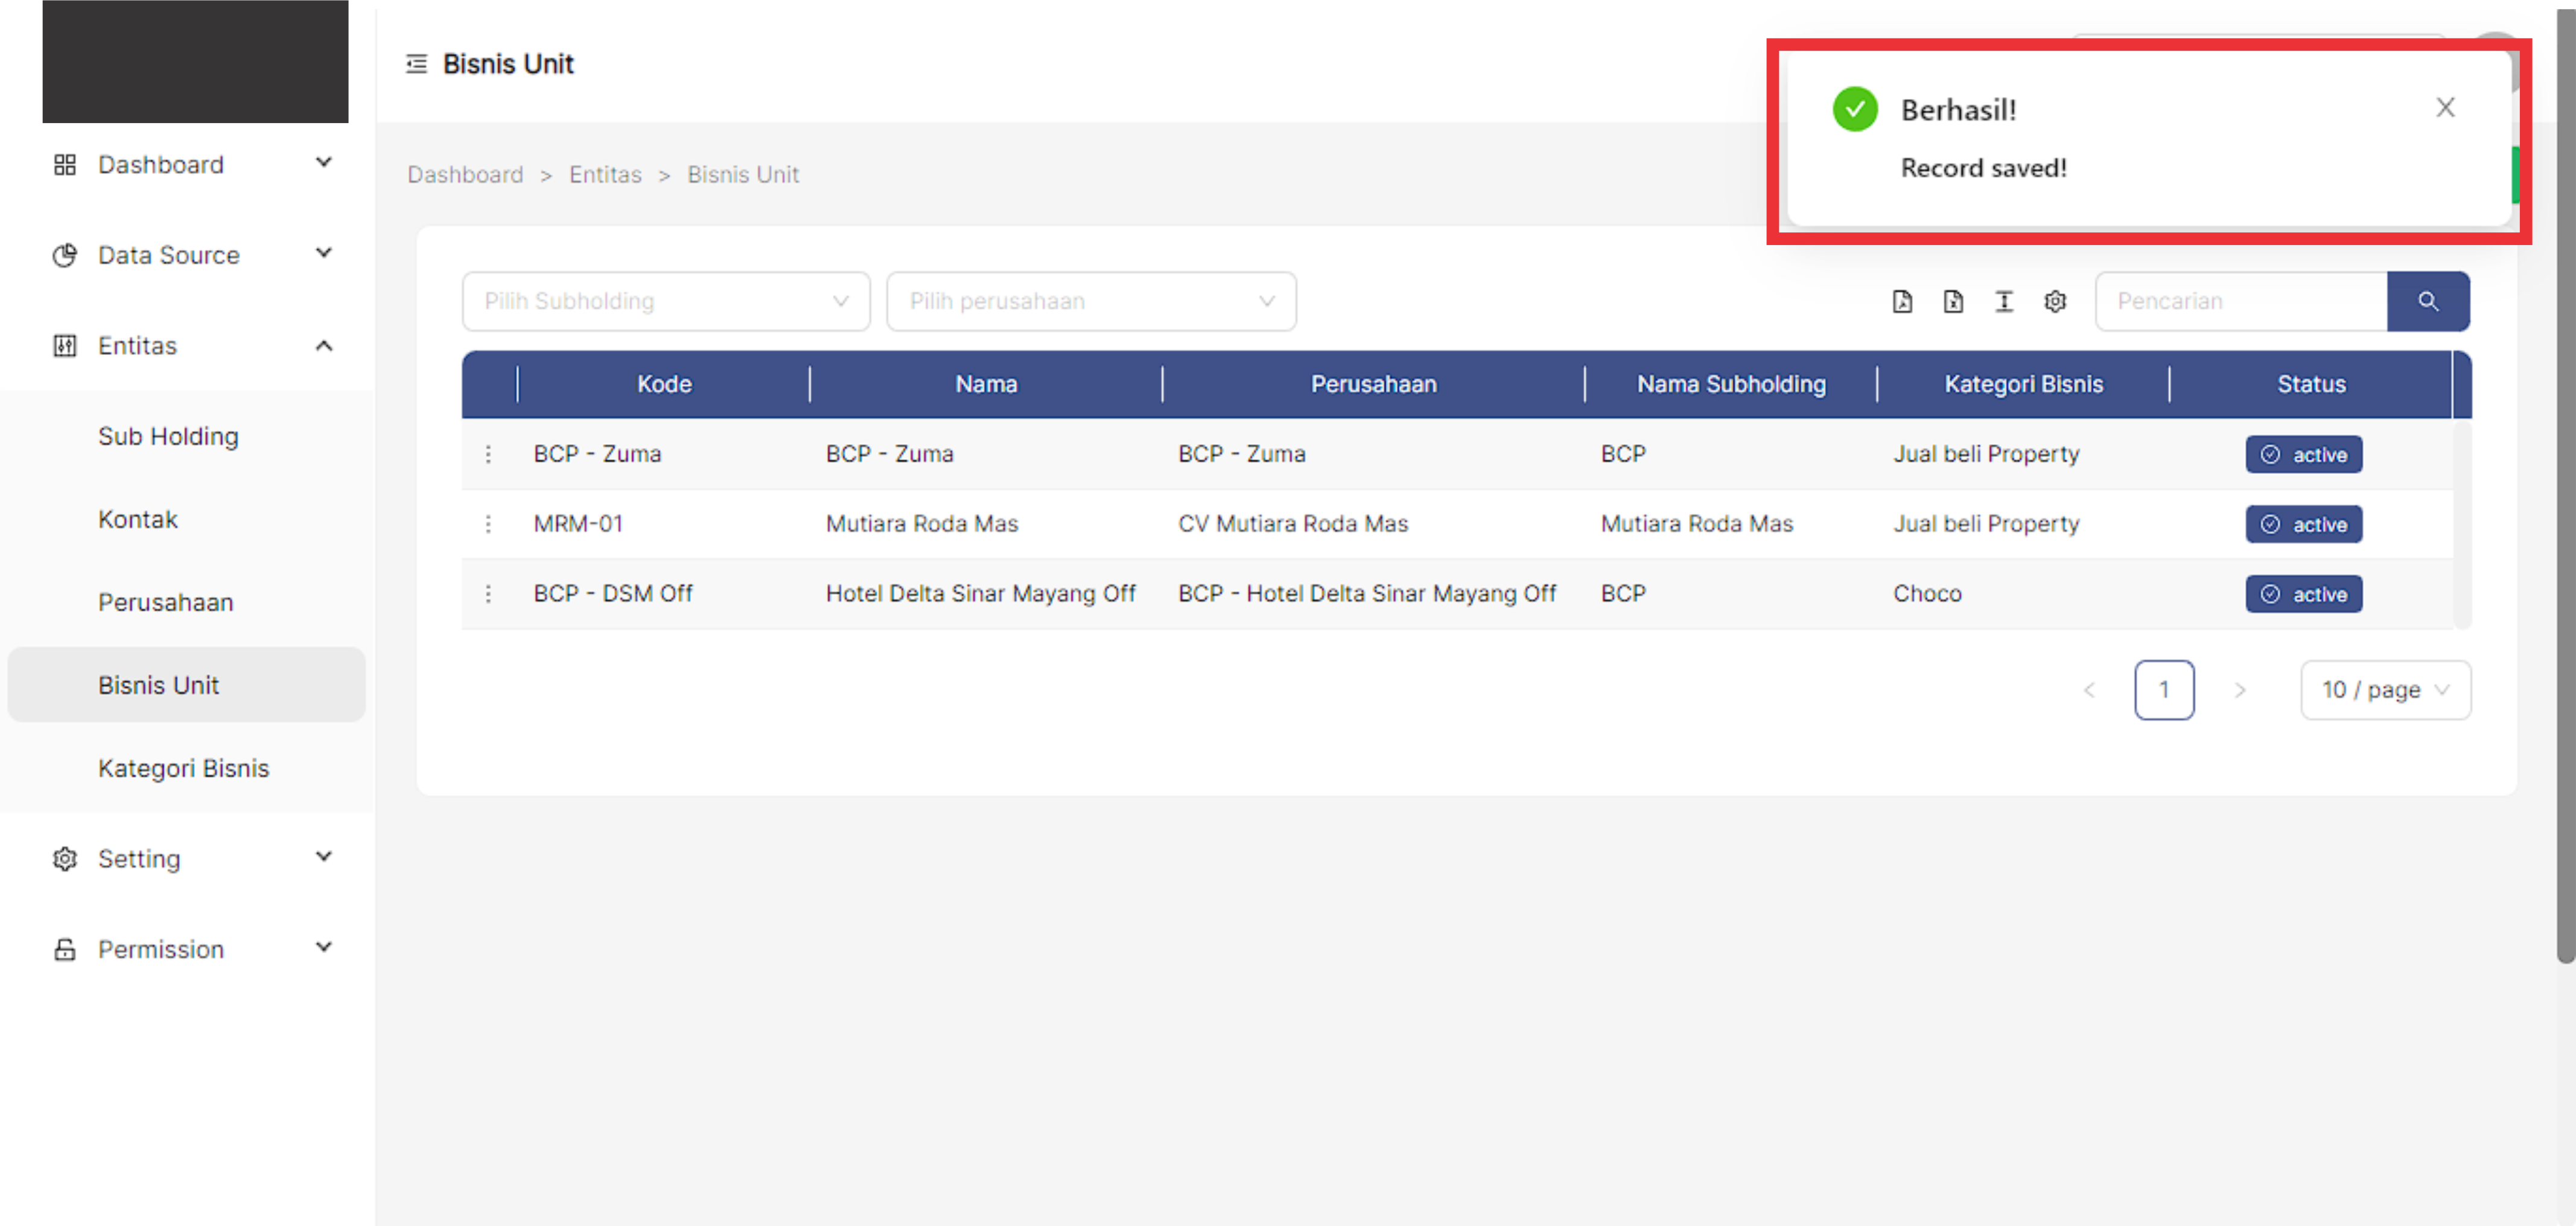 Bisnis Unit
Berhasil!
Record saved!
Dashboard
Data Source
Entitas
Sub Holding
Kontak
Perusahaan
Bisnis Unit
Kategori Bisnis
Setting
Permission
Dashboard > Entitas > Bisnis Unit
Pilih Subholding Pilih perusahaan Pencarian
Kode Nama Perusahaan Nama Subholding Kategori Bisnis Status
BCP - Zuma BCP - Zuma BCP - Zuma BCP Jual beli Property active
MRM-01 Mutiara Roda Mas CV Mutiara Roda Mas Mutiara Roda Mas Jual beli Property active
BCP - DSM Off Hotel Delta Sinar Mayang Off BCP - Hotel Delta Sinar Mayang Off BCP Choco active
< 1 > 10 / page